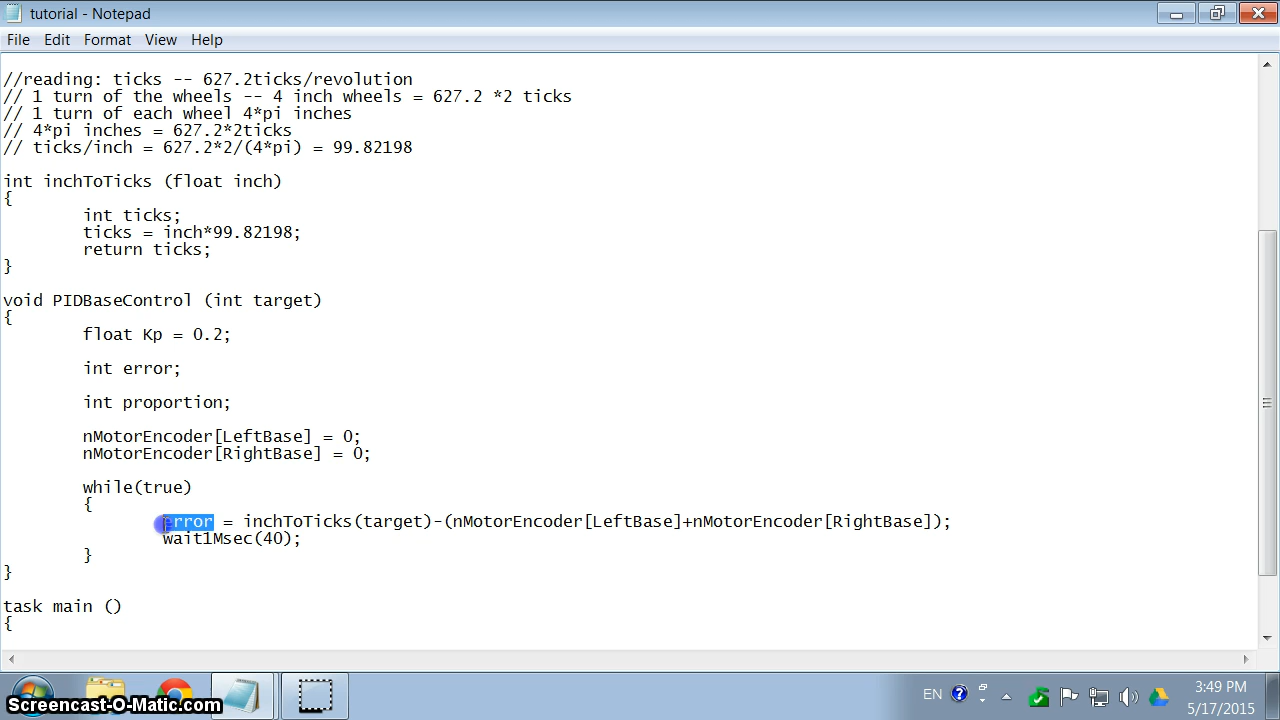 tutorial - Notepad
File Edit Format View Help
//reading: ticks -- 627.2ticks/revolution
// 1 turn of the wheels -- 4 inch wheels = 627.2 *2 ticks
// 1 turn of each wheel 4*pi inches
// 4*pi inches = 627.2*2ticks
// ticks/inch = 627.2*2/(4*pi) = 99.82198
int inchToTicks (float inch)
{
int ticks;
ticks = inch*99.82198;
return ticks;
}
void PIDBaseControl (int target)
{
float Kp = 0.2;
int error;
int proportion;
nMotorEncoder[LeftBase] = 0;
nMotorEncoder[RightBase] = 0;
while(true)
{
error = inchToTicks(target)-(nMotorEncoder[LeftBase]+nMotorEncoder[RightBase]);
wait1Msec(40);
}
}
task main ()
{
EN
3:49 PM
5/17/2015
Screencast-O-Matic.com